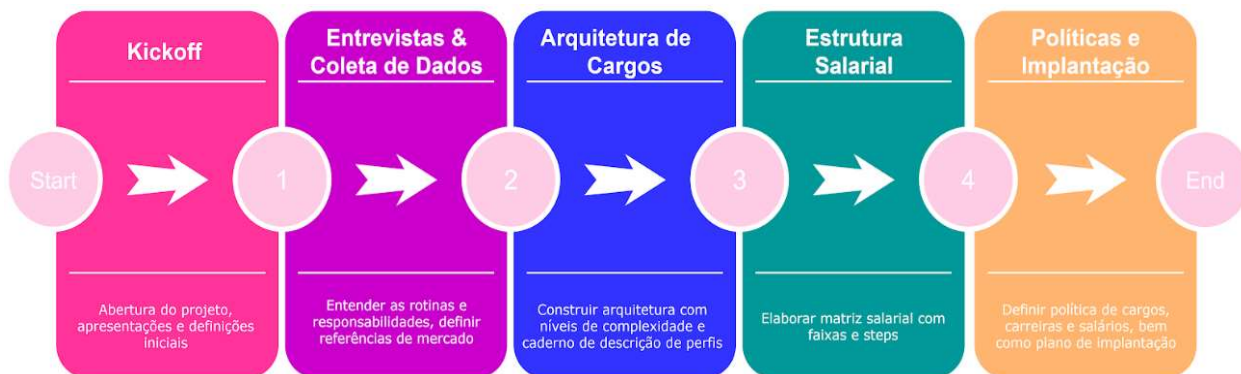 Kickoff
Entrevistas &
Coleta de Dados
Arquitetura de
Cargos
Estrutura
Salarial
Políticas e
Implantação
Start
1
2
3
4
End
Abertura do projeto,
apresentações e definições
iniciais
Entender as rotinas e
responsabilidades, definir
referências de mercado
Construir arquitetura com
níveis de complexidade e
caderno de descrição de perfis
Elaborar matriz salarial com
faixas e steps
Definir política de cargos,
carreiras e salários, bem
como plano de implantação